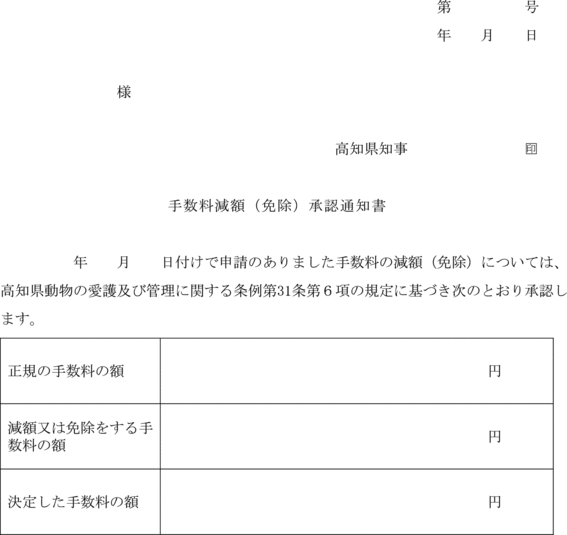 第　　　　　号
年　　月　　日
様
高知県知事　　　　　　　　印
手数料減額（免除）承認通知書
年　　月　　日付けで申請のありました手数料の減額（免除）については、
高知県動物の愛護及び管理に関する条例第31条第６項の規定に基づき次のとおり承認し
ます。
正規の手数料の額　　円
減額又は免除をする手
数料の額　　円
決定した手数料の額　　円